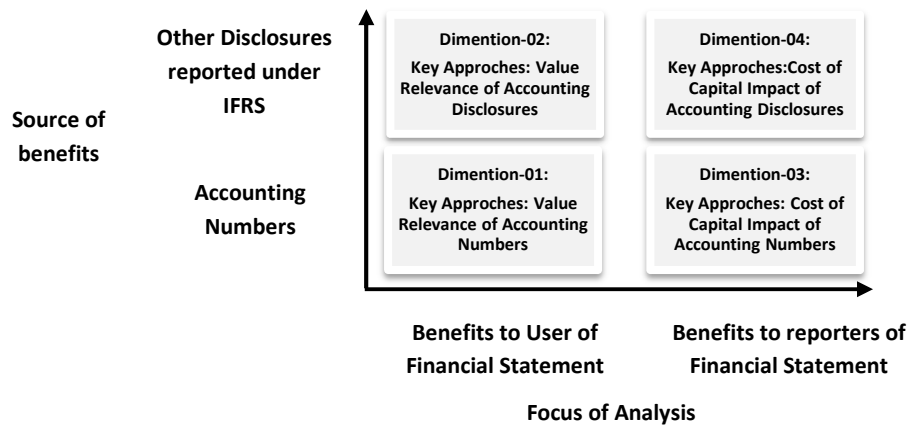 Other Disclosures
reported under
IFRS
Source of
benefits
Accounting
Numbers
Dimention-02:
Key Approches: Value
Relevance of Accounting
Disclosures
Dimention-04:
Key Approches:Cost of
Capital Impact of
Accounting Disclosures
Dimention-01:
Key Approches: Value
Relevance of Accounting
Numbers
Dimention-03:
Key Approches: Cost of
Capital Impact of
Accounting Numbers
Benefits to User of
Financial Statement
Benefits to reporters of
Financial Statement
Focus of Analysis